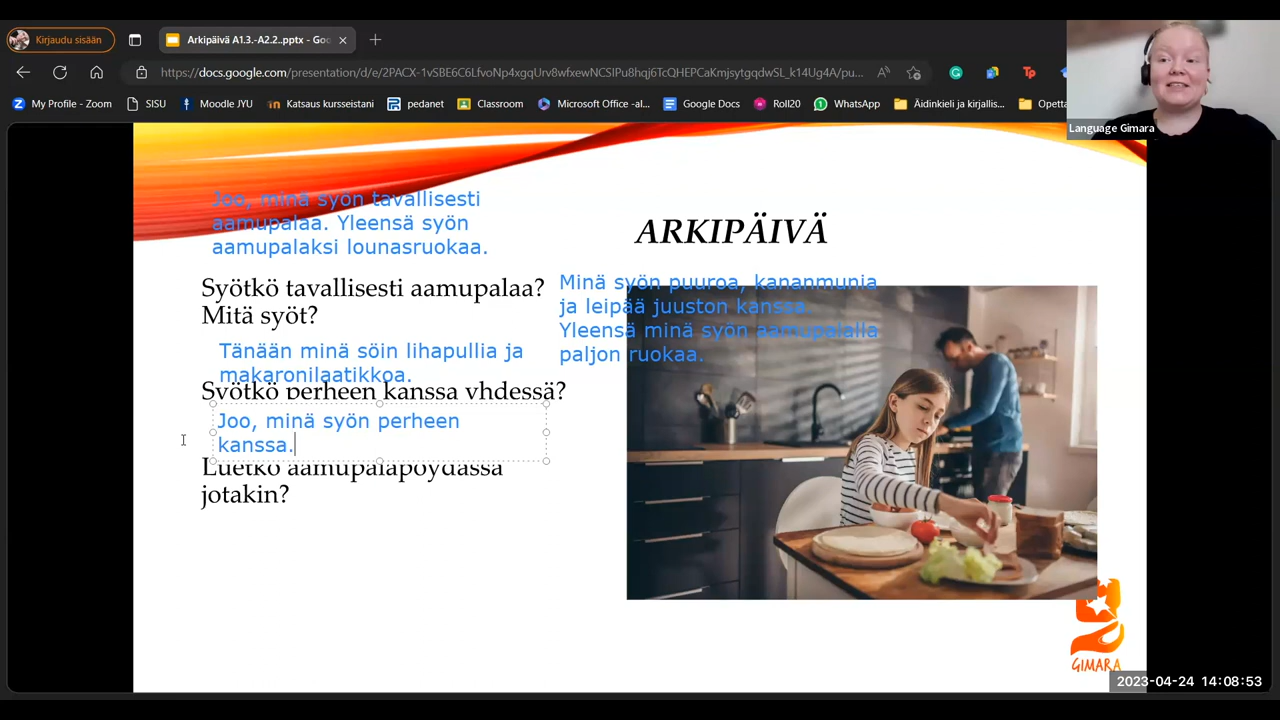 Kirjaudu sisään
Arkipäivä A1.3.-A2.2..pptx - Goo
https://docs.google.com/presentation/d/e/2PACX-1vSBE6C6LfvoNp4xgqUrv8wfxewNCSIPu8hqj6TcQHEPCaKmjsytgqdwSL_k14Ug4A/pu...
My Profile - Zoom
SISU
Moodle JYU
Katsaus kursseistani
pedanet
Classroom
Microsoft Office -al...
Google Docs
Roll20
WhatsApp
Äidinkieli ja kirjallis...
Opetta
Language Gimara
Joo, minä syön tavallisesti
aamupalaa. Yleensä syön
aamupalaksi lounasruokaa.
ARKIPÄIVÄ
Syötkö tavallisesti aamupalaa?
Mitä syöt?
Minä syön puuroa, kananmunia
ja leipää juuston kanssa.
Yleensä minä syön aamupalalla
paljon ruokaa.
Tänään minä söin lihapullia ja
makaronilaatikkoa.
Syötkö perheen kanssa yhdessä?
Joo, minä syön perheen
kanssa.
Luetko aamupalapöydässä
jotakin?
GIMARA
2023-04-24 14:08:53